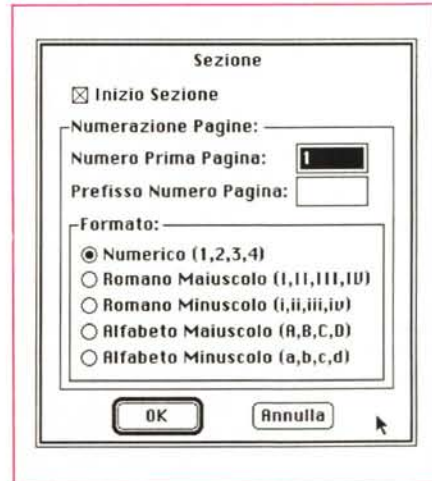 Sezione
Inizio Sezione
Numerazione Pagine:
Numero Prima Pagina: 1
Prefisso Numero Pagina:
Formato:
Numerico (1,2,3,4)
Romano Maiuscolo (I,II,III,IV)
Romano Minuscolo (i,ii,iii,iv)
Alfabeto Maiuscolo (A,B,C,D)
Alfabeto Minuscolo (a,b,c,d)
OK Annulla